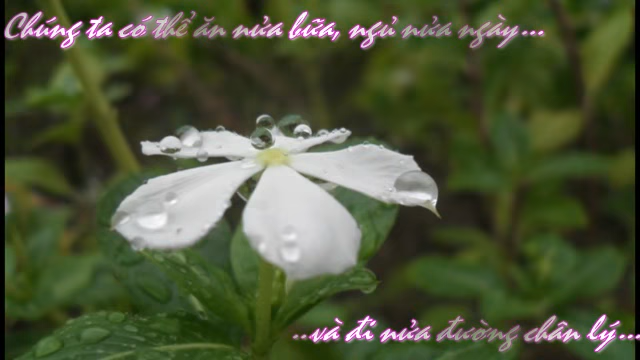 Chúng ta có thể ăn nửa bữa, ngủ nửa ngày...
...và đi nửa đường chân lý...